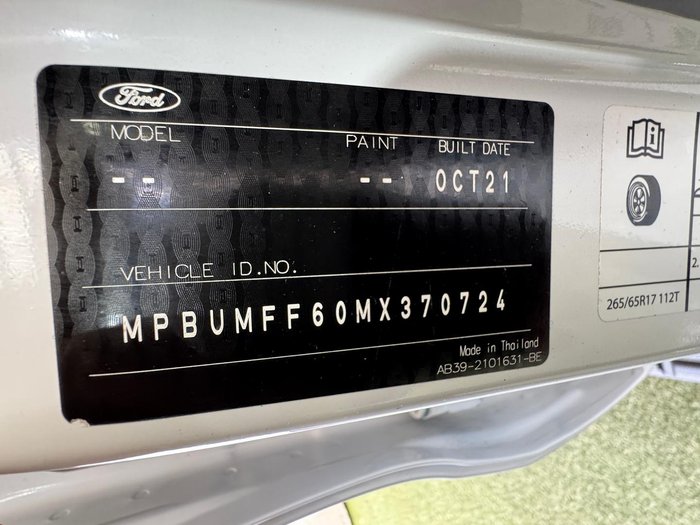 Ford
MODEL PAINT BUILT DATE
-- -- OCT21
VEHICLE ID.NO.
MPBUMFF60MX370724
Made in Thailand
AB39-2101631-BE
i
2.
265/65R17 112T